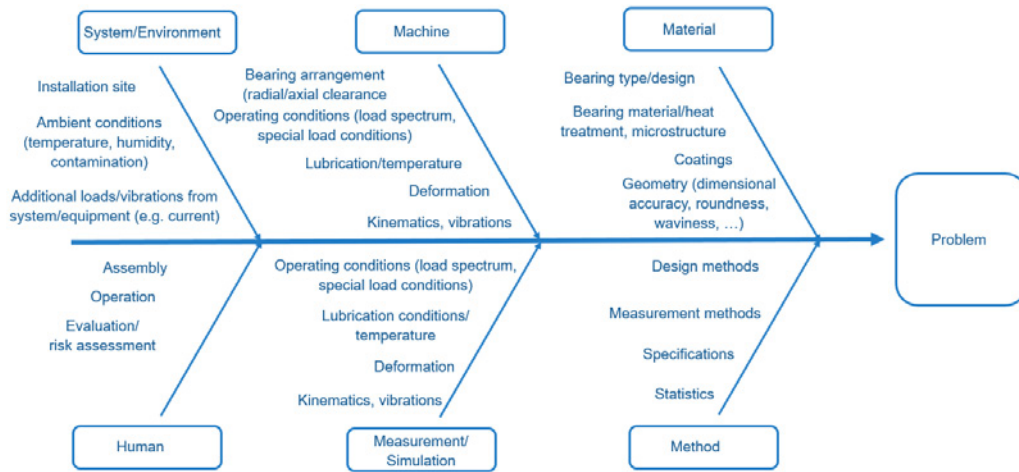 System/Environment
Machine
Material
Installation site
Ambient conditions
(temperature, humidity,
contamination)
Additional loads/vibrations from
system/equipment (e.g. current)
Bearing arrangement
(radial/axial clearance
Operating conditions (load spectrum,
special load conditions)
Lubrication/temperature
Deformation
Kinematics, vibrations
Bearing type/design
Bearing material/heat
treatment, microstructure
Coatings
Geometry (dimensional
accuracy, roundness,
waviness, …)
Problem
Assembly
Operation
Evaluation/
risk assessment
Operating conditions (load spectrum,
special load conditions)
Lubrication conditions/
temperature
Deformation
Kinematics, vibrations
Design methods
Measurement methods
Specifications
Statistics
Human
Measurement/
Simulation
Method